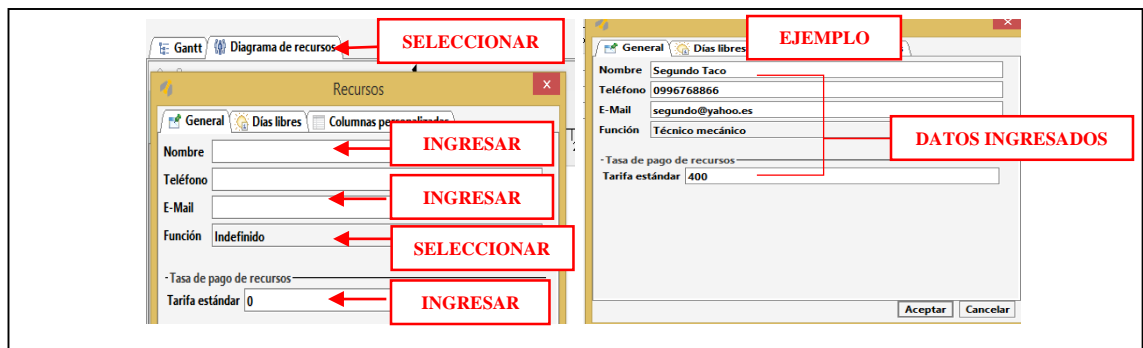 Gantt
Diagrama de recursos
SELECCIONAR
Recursos
x
General
Días libres
Columnas personalizadas
Nombre
INGRESAR
Teléfono
E-Mail
INGRESAR
Función
Indefinido
SELECCIONAR
Tasa de pago de recursos
Tarifa estándar
0
INGRESAR
EJEMPLO
General
Días libres
Nombre
Segundo Taco
Teléfono
0996768866
E-Mail
segundo@yahoo.es
Función
Técnico mecánico
DATOS INGRESADOS
Tasa de pago de recursos
Tarifa estándar
400
Aceptar
Cancelar